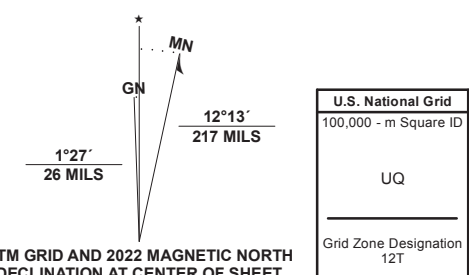 ★
MN
GN
12°13´
217 MILS
1°27´
26 MILS
TM GRID AND 2022 MAGNETIC NORTH
DECLINATION AT CENTER OF SHEET
U.S. National Grid
100,000 - m Square ID
UQ
Grid Zone Designation
12T